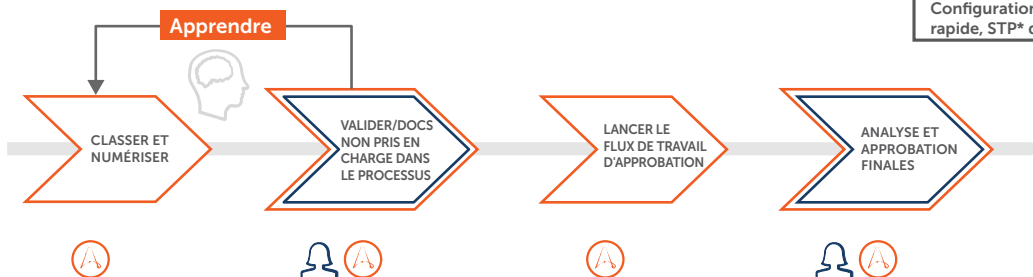 Apprendre
Configuration
rapide, STP*
CLASSER ET
NUMÉRISER
VALIDER/DOCS
NON PRIS EN
CHARGE DANS
LE PROCESSUS
LANCER LE
FLUX DE TRAVAIL
D'APPROBATION
ANALYSE ET
APPROBATION
FINALES